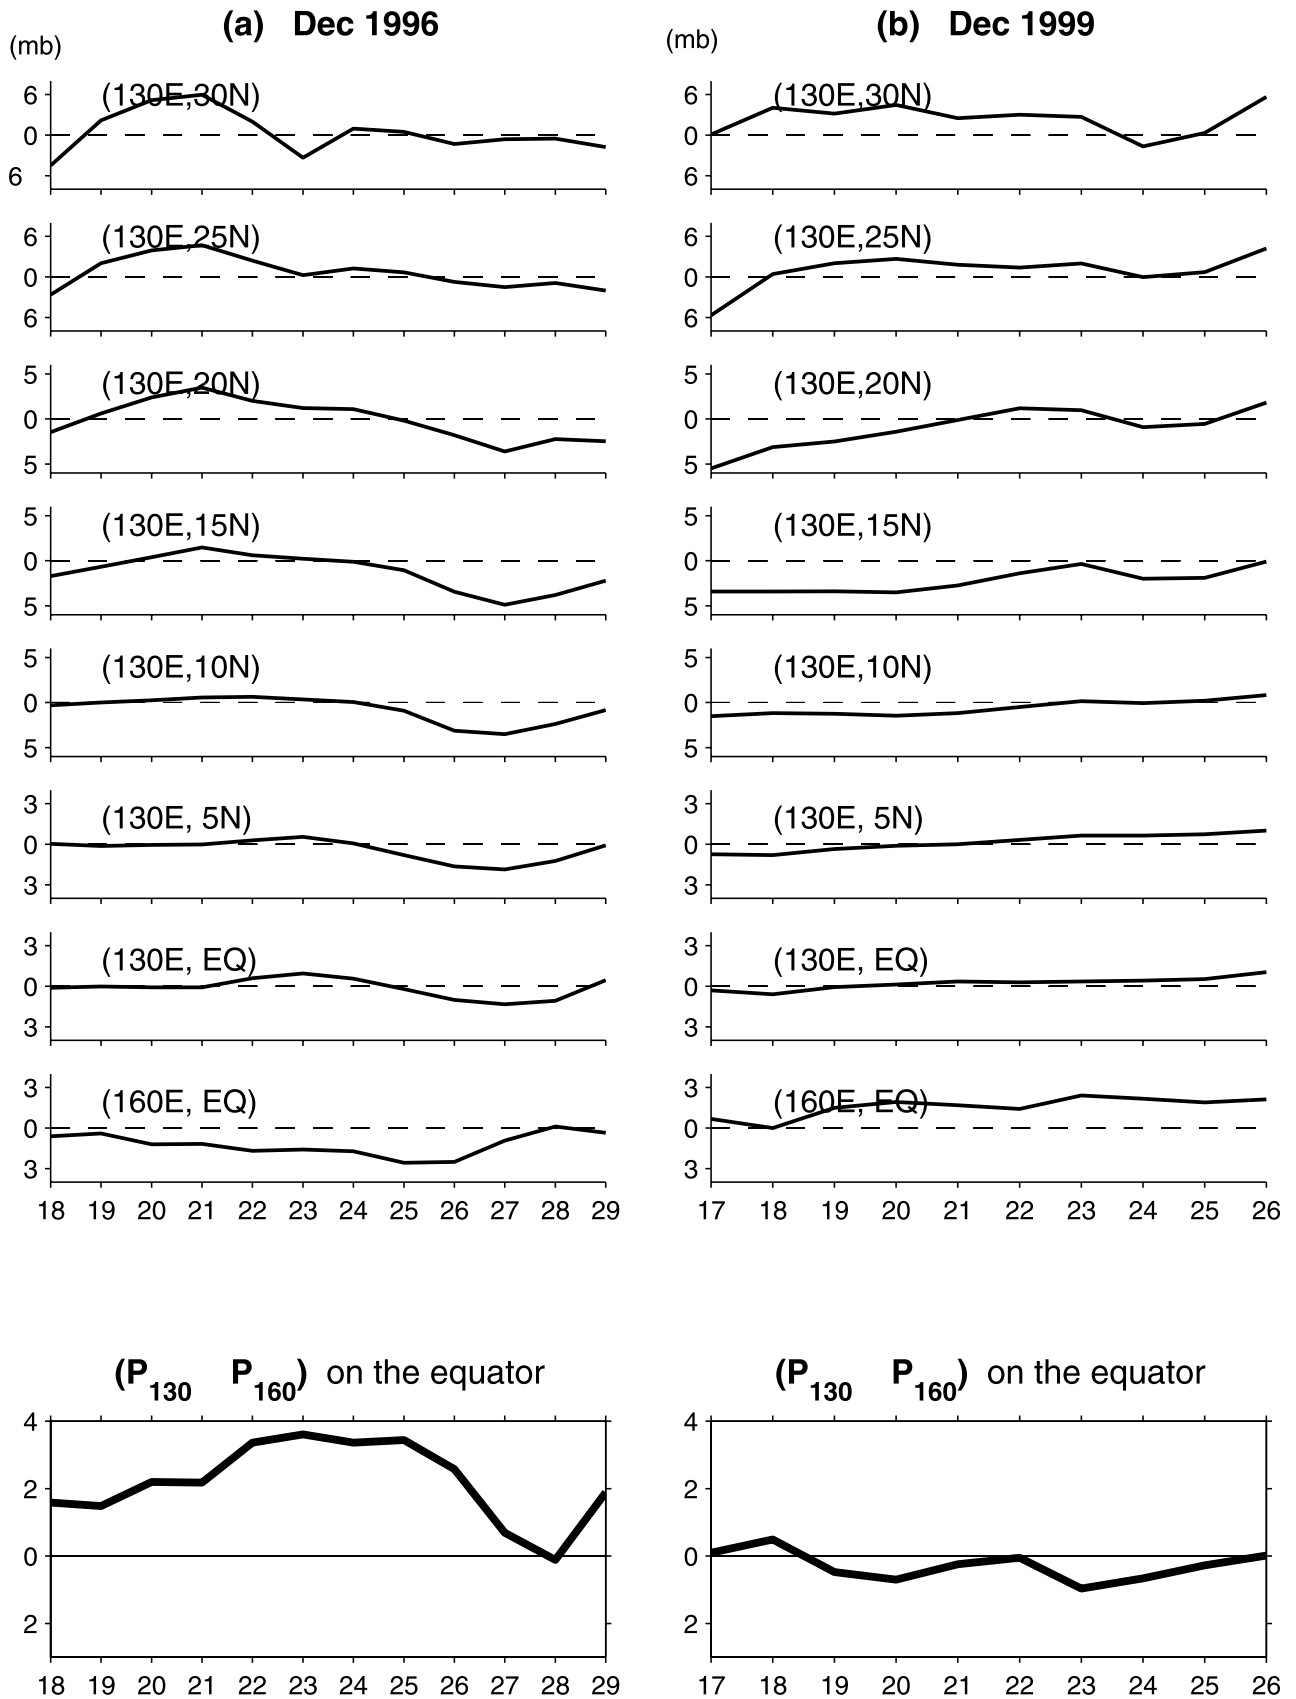 (a) Dec 1996
(mb)
(130E,30N)
6
0
6
(130E,25N)
6
0
6
(130E,20N)
5
0
5
(130E,15N)
5
0
5
(130E,10N)
5
0
5
(130E, 5N)
3
0
3
(130E, EQ)
3
0
3
(160E, EQ)
3
0
3
18 19 20 21 22 23 24 25 26 27 28 29
(P130 P160) on the equator
4
2
0
2
18 19 20 21 22 23 24 25 26 27 28 29
(b) Dec 1999
(mb)
(130E,30N)
6
0
6
(130E,25N)
6
0
6
(130E,20N)
5
0
5
(130E,15N)
5
0
5
(130E,10N)
5
0
5
(130E, 5N)
3
0
3
(130E, EQ)
3
0
3
(160E, EQ)
3
0
3
17 18 19 20 21 22 23 24 25 26
(P130 P160) on the equator
4
2
0
2
17 18 19 20 21 22 23 24 25 26